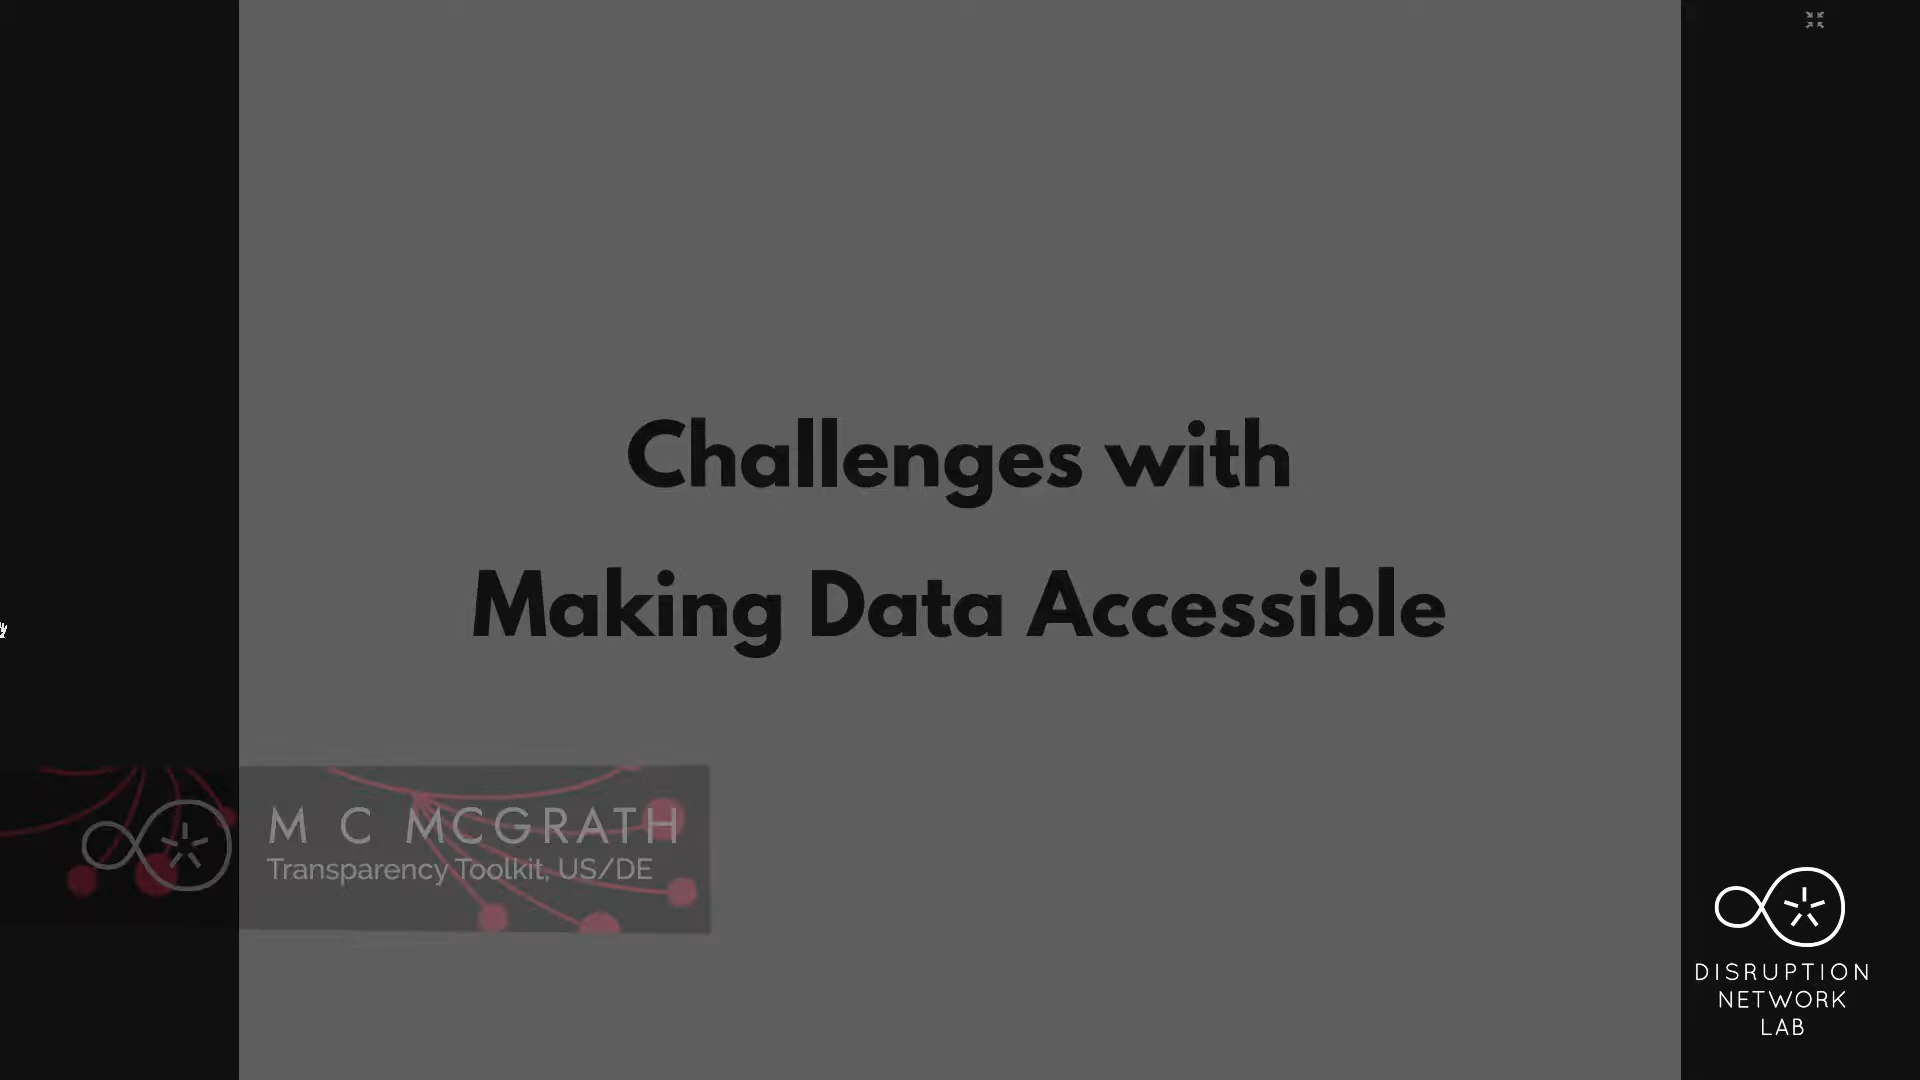 Challenges with
Making Data Accessible
M C MCGRATH
Transparency Toolkit, US/DE
DISRUPTION
NETWORK
LAB